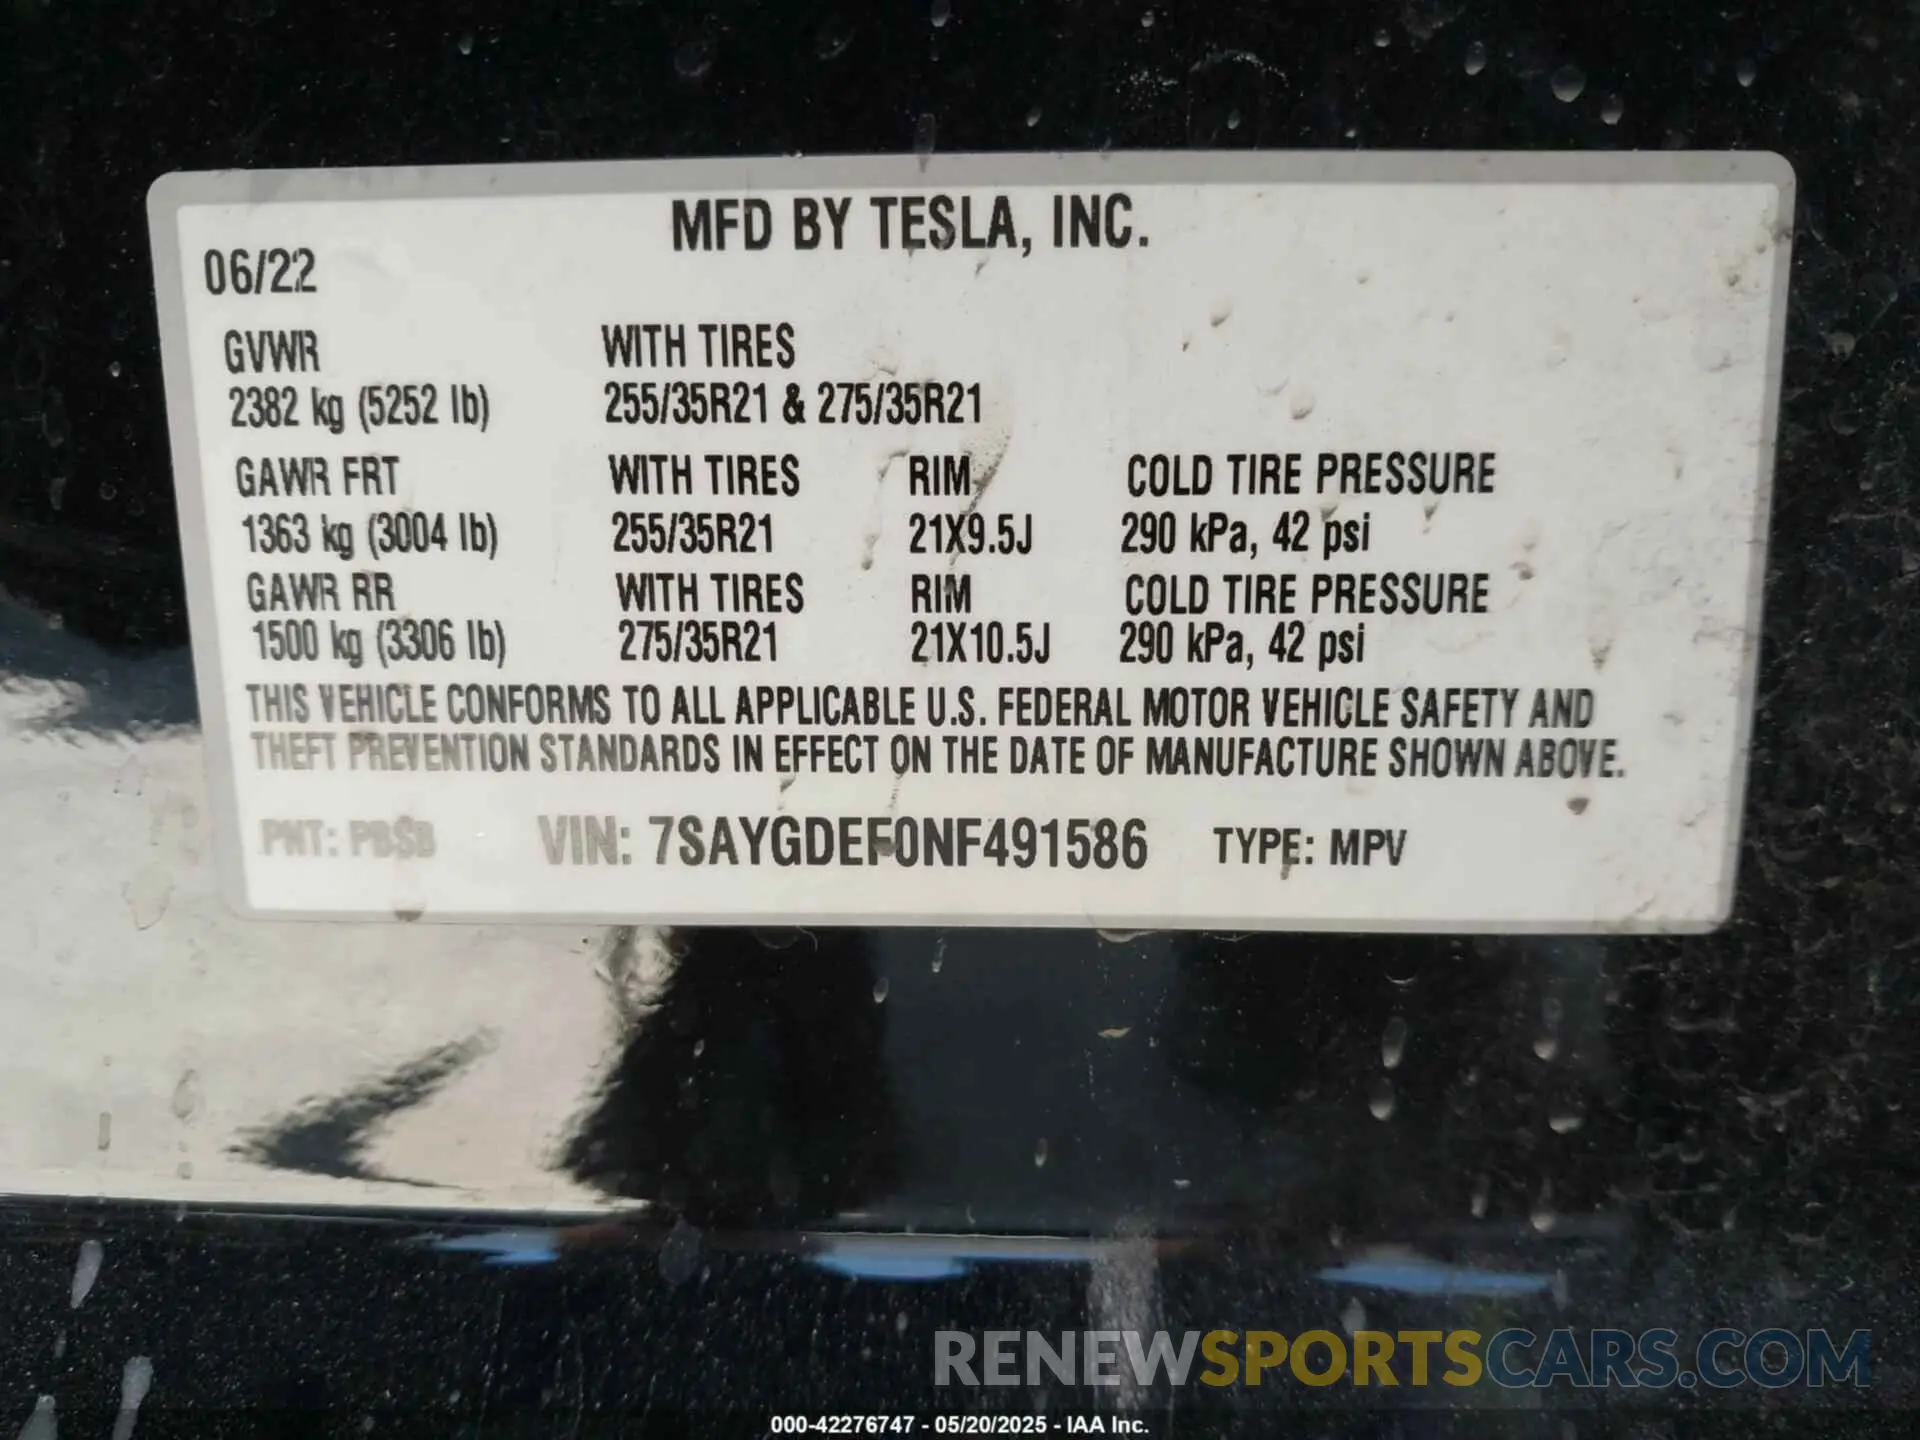 MFD BY TESLA, INC.
06/22
GVWR WITH TIRES
2382 kg (5252 lb) 255/35R21 & 275/35R21
GAWR FRT WITH TIRES RIM COLD TIRE PRESSURE
1363 kg (3004 lb) 255/35R21 21X9.5J 290 kPa, 42 psi
GAWR RR WITH TIRES RIM COLD TIRE PRESSURE
1500 kg (3306 lb) 275/35R21 21X10.5J 290 kPa, 42 psi
THIS VEHICLE CONFORMS TO ALL APPLICABLE U.S. FEDERAL MOTOR VEHICLE SAFETY AND
THEFT PREVENTION STANDARDS IN EFFECT ON THE DATE OF MANUFACTURE SHOWN ABOVE.
PNT: PBSB VIN: 7SAYGDEF0NF491586 TYPE: MPV
RENEWSPORTSCARS.COM
000-42276747 - 05/20/2025 - IAA Inc.